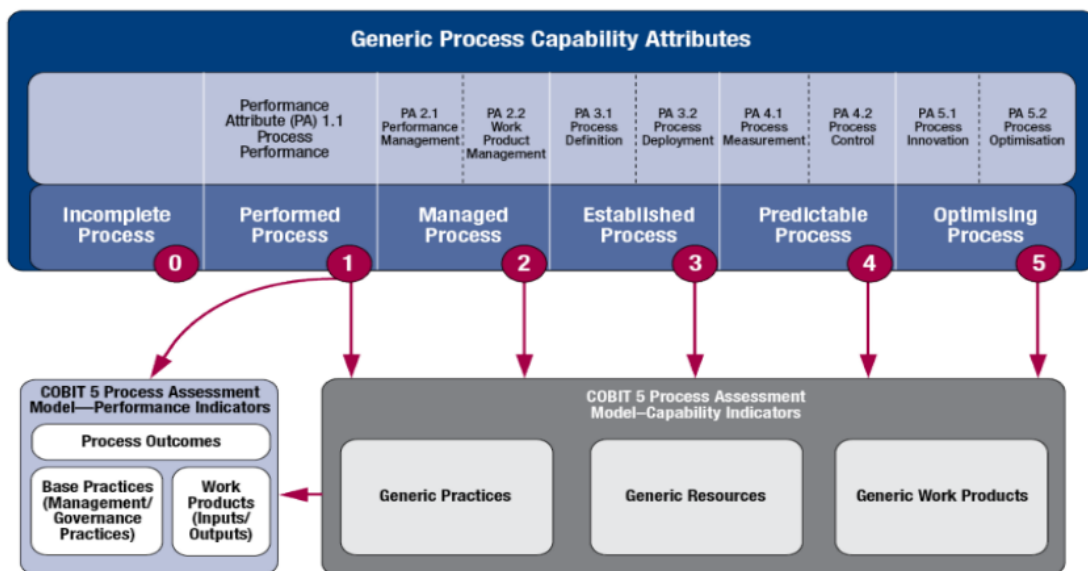 Generic Process Capability Attributes
Performance
Attribute (PA) 1.1
Process
Performance
PA 2.1
Performance
Management
PA 2.2
Work
Product
Management
PA 3.1
Process
Definition
PA 3.2
Process
Deployment
PA 4.1
Process
Measurement
PA 4.2
Process
Control
PA 5.1
Process
Innovation
PA 5.2
Process
Optimisation
Incomplete
Process
0
Performed
Process
1
Managed
Process
2
Established
Process
3
Predictable
Process
4
Optimising
Process
5
COBIT 5 Process Assessment
Model—Performance Indicators
Process Outcomes
Base Practices
(Management/
Governance
Practices)
Work
Products
(Inputs/
Outputs)
COBIT 5 Process Assessment
Model–Capability Indicators
Generic Practices
Generic Resources
Generic Work Products